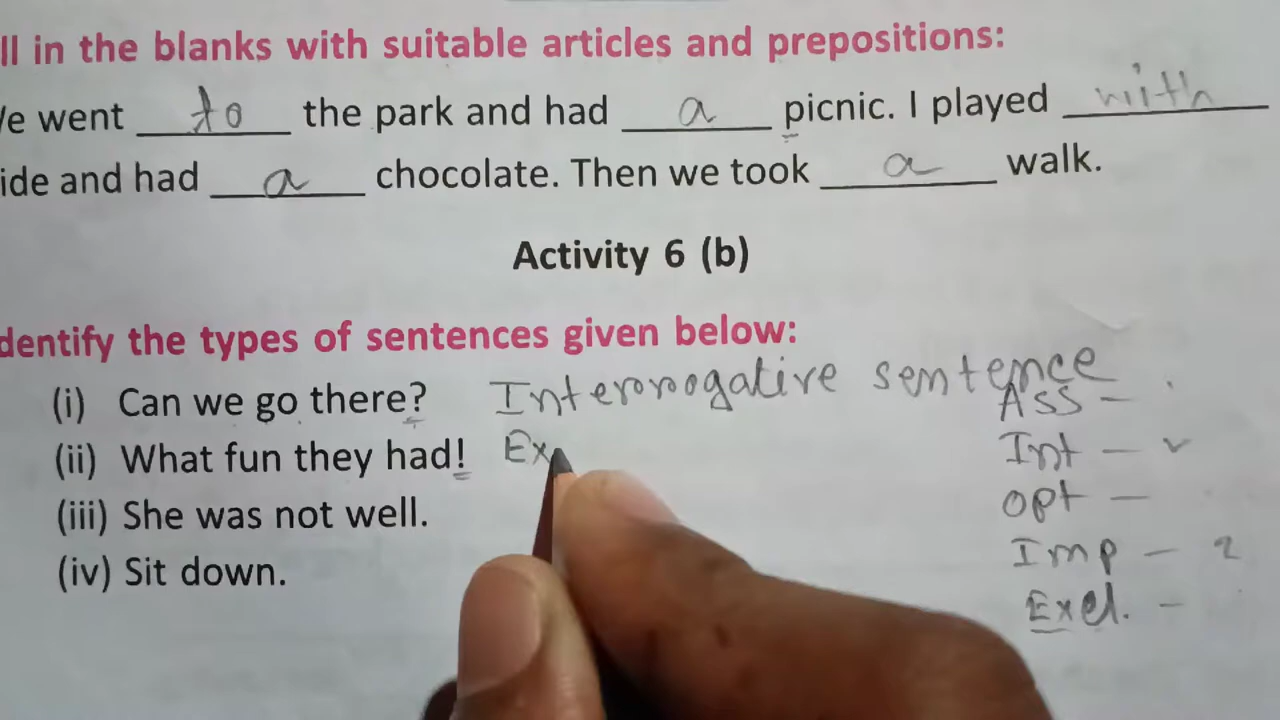 ll in the blanks with suitable articles and prepositions:
e went to the park and had a picnic. I played with
ide and had a chocolate. Then we took a walk.
Activity 6 (b)
dentify the types of sentences given below:
(i) Can we go there? Interorogative sentence
(ii) What fun they had! Ex
(iii) She was not well.
(iv) Sit down.
Ass -
Int -
opt -
Imp - 2
Excl. -